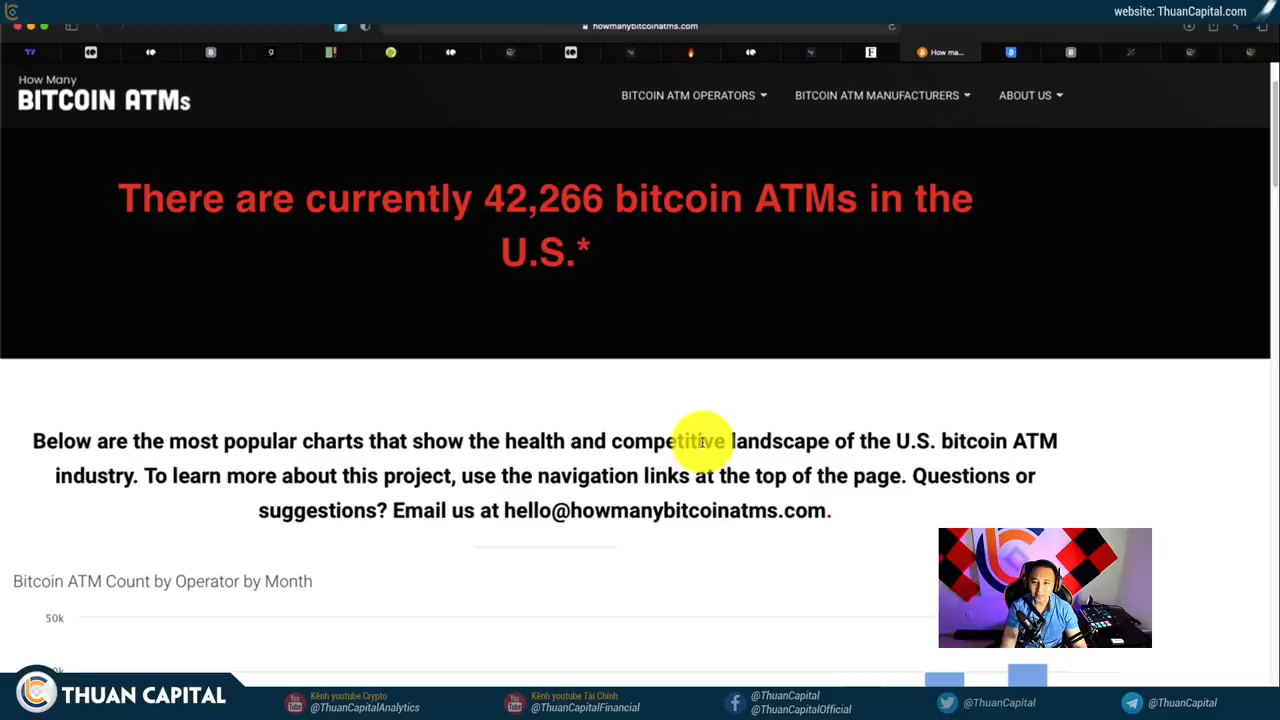 website: ThuanCapital.com
howmanybitcoinatms.com
How ma...
How Many
BITCOIN ATMs
BITCOIN ATM OPERATORS
BITCOIN ATM MANUFACTURERS
ABOUT US
There are currently 42,266 bitcoin ATMs in the
U.S.*
Below are the most popular charts that show the health and competitive landscape of the U.S. bitcoin ATM
industry. To learn more about this project, use the navigation links at the top of the page. Questions or
suggestions? Email us at hello@howmanybitcoinatms.com.
Bitcoin ATM Count by Operator by Month
50k
THUAN CAPITAL
Kênh youtube Crypto
@ThuanCapitalAnalytics
Kênh youtube Tài Chính
@ThuanCapitalFinancial
@ThuanCapital
@ThuanCapitalOfficial
@ThuanCapital
@ThuanCapital